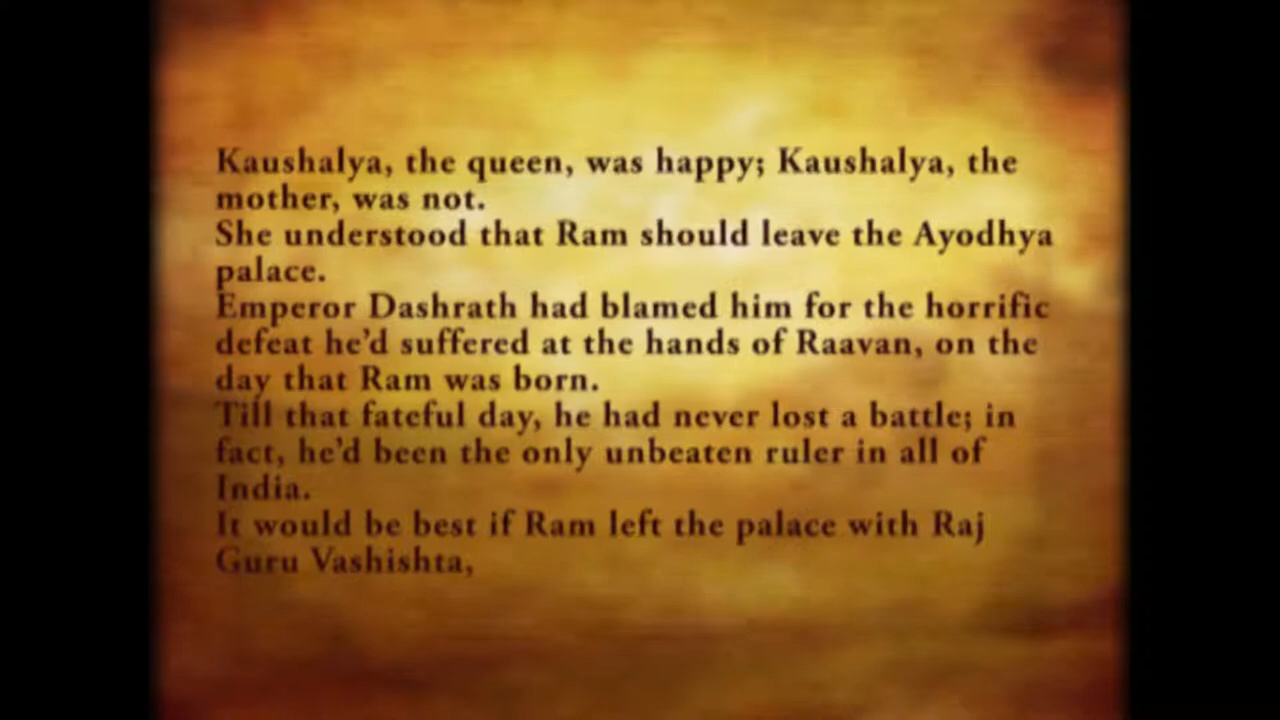 Kaushalya, the queen, was happy; Kaushalya, the
mother, was not.
She understood that Ram should leave the Ayodhya
palace.
Emperor Dashrath had blamed him for the horrific
defeat he’d suffered at the hands of Raavan, on the
day that Ram was born.
Till that fateful day, he had never lost a battle; in
fact, he’d been the only unbeaten ruler in all of
India.
It would be best if Ram left the palace with Raj
Guru Vashishta,